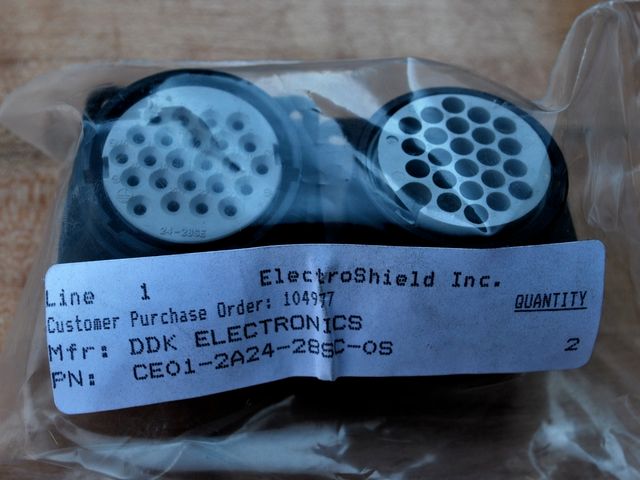 24-28SE
Line 1 ElectroShield Inc.
Customer Purchase Order: 104977 QUANTITY
Mfr: DDK ELECTRONICS
PN: CE01-2A24-28SC-0S 2